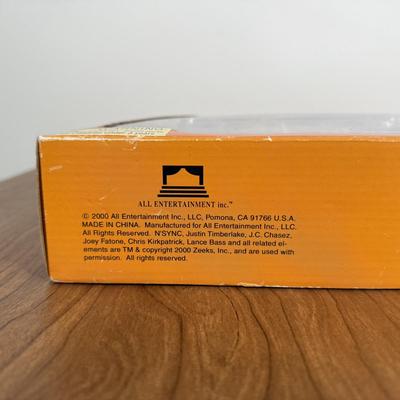 ALL ENTERTAINMENT inc.™
© 2000 All Entertainment Inc., LLC, Pomona, CA 91766 U.S.A.
MADE IN CHINA. Manufactured for All Entertainment Inc., LLC.
All Rights Reserved. N'SYNC, Justin Timberlake, J.C. Chasez,
Joey Fatone, Chris Kirkpatrick, Lance Bass and all related el-
ements are TM & copyright 2000 Zeeks, Inc., and are used with
permission. All rights reserved.